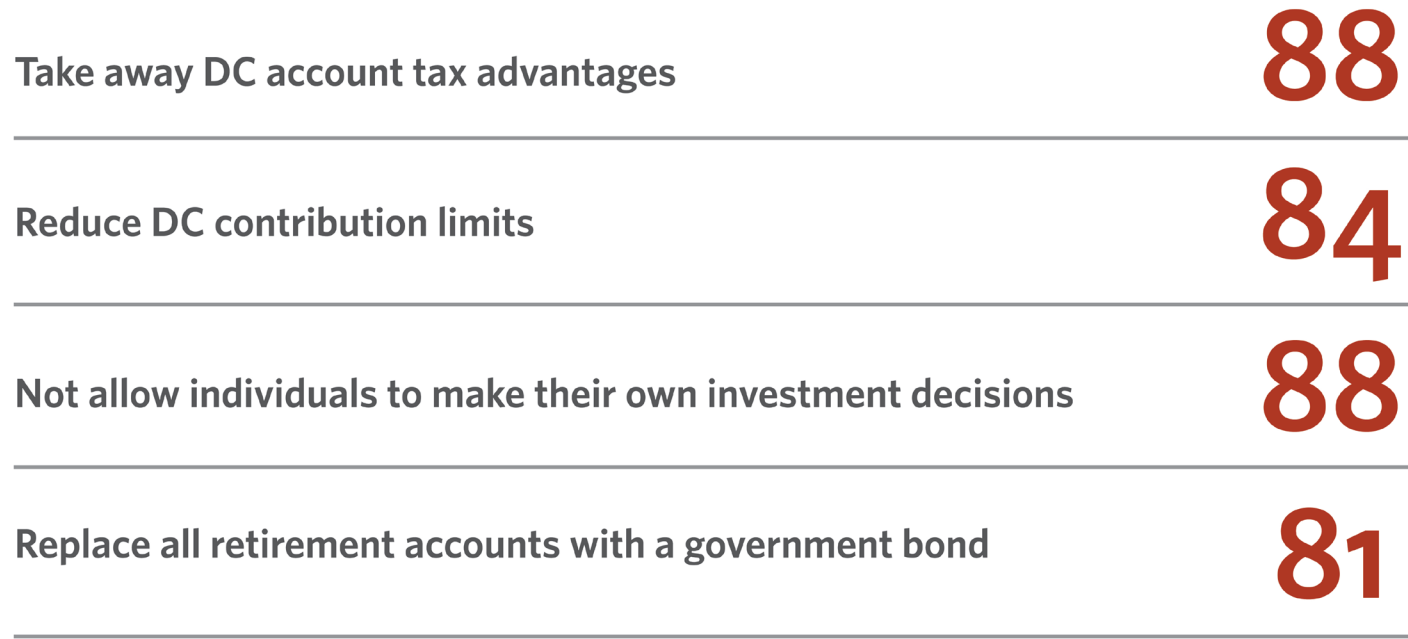 Take away DC account tax advantages 88
Reduce DC contribution limits 84
Not allow individuals to make their own investment decisions 88
Replace all retirement accounts with a government bond 81